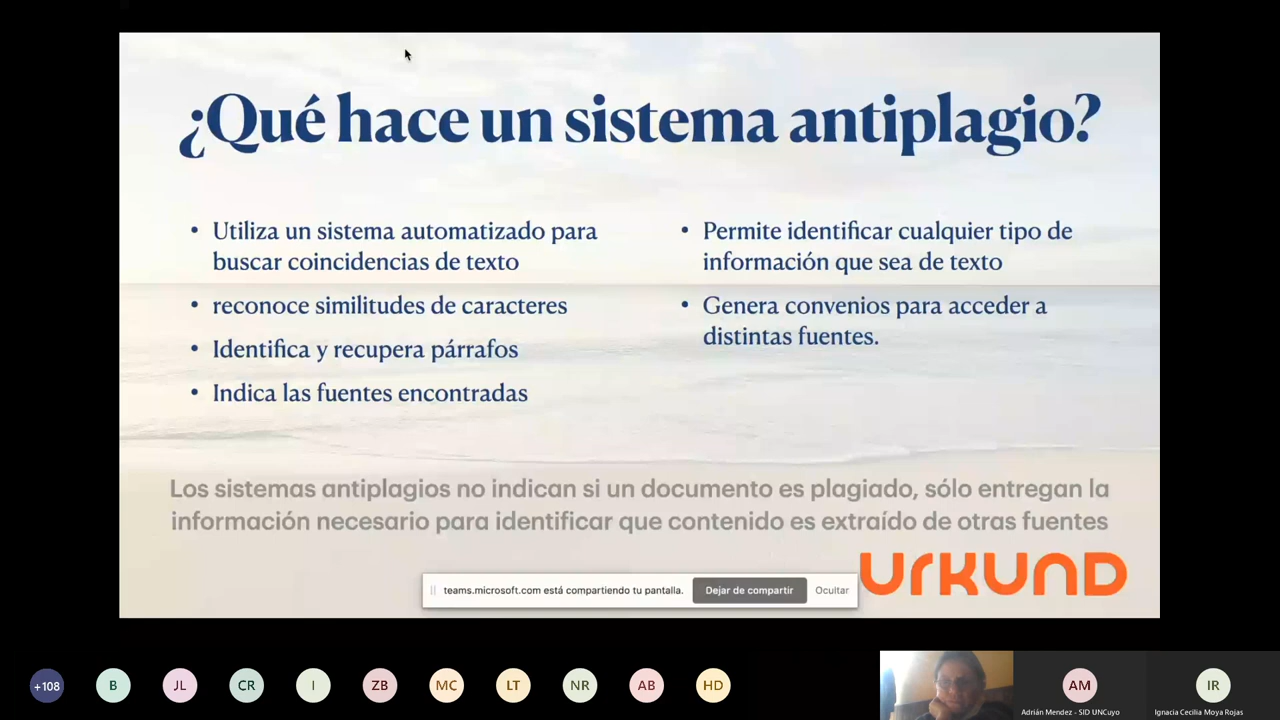 ¿Qué hace un sistema antiplagio?
• Utiliza un sistema automatizado para
buscar coincidencias de texto
• reconoce similitudes de caracteres
• Identifica y recupera párrafos
• Indica las fuentes encontradas
• Permite identificar cualquier tipo de
información que sea de texto
• Genera convenios para acceder a
distintas fuentes.
Los sistemas antiplagios no indican si un documento es plagiado, sólo entregan la
información necesario para identificar que contenido es extraído de otras fuentes
URKUND
teams.microsoft.com está compartiendo tu pantalla.
Dejar de compartir
Ocultar
+108
B
JL
CR
I
ZB
MC
LT
NR
AB
HD
AM
Adrián Mendez - SID UNCuyo
IR
Ignacia Cecilia Moya Rojas